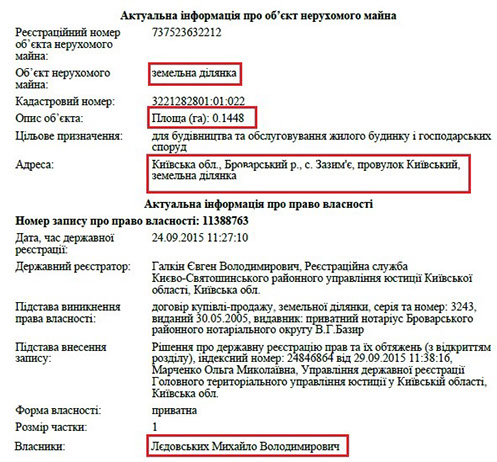 Актуальна інформація про об’єкт нерухомого майна
Реєстраційний номер об’єкта нерухомого майна: 737523632212
Об’єкт нерухомого майна: земельна ділянка
Кадастровий номер: 3221282801:01:022
Опис об’єкта: Площа (га): 0.1448
Цільове призначення: для будівництва та обслуговування жилого будинку і господарських
споруд
Адреса: Київська обл., Броварський р., с. Зазим'є, провулок Київський,
земельна ділянка
Актуальна інформація про право власності
Номер запису про право власності: 11388763
Дата, час державної реєстрації: 24.09.2015 11:27:10
Державний реєстратор: Галкін Євген Володимирович, Реєстраційна служба
Києво-Святошинського районного управління юстиції Київської
області, Київська обл.
Підстава виникнення права власності: договір купівлі-продажу, земельної ділянки, серія та номер: 3243,
виданий 30.05.2005, видавник: приватний нотаріус Броварського
районного нотаріального округу В.Г.Базир
Підстава внесення запису: Рішення про державну реєстрацію прав та їх обтяжень (з відкриттям
розділу), індексний номер: 24846864 від 29.09.2015 11:38:16,
Марченко Ольга Миколаївна, Управління державної реєстрації
Головного територіального управління юстиції у Київській області,
Київська обл.
Форма власності: приватна
Розмір частки: 1
Власники: Лєдовських Михайло Володимирович